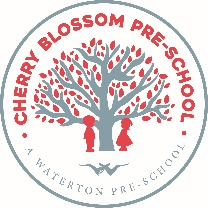 • CHERRY BLOSSOM PRE-SCHOOL •
A WATERTON PRE-SCHOOL